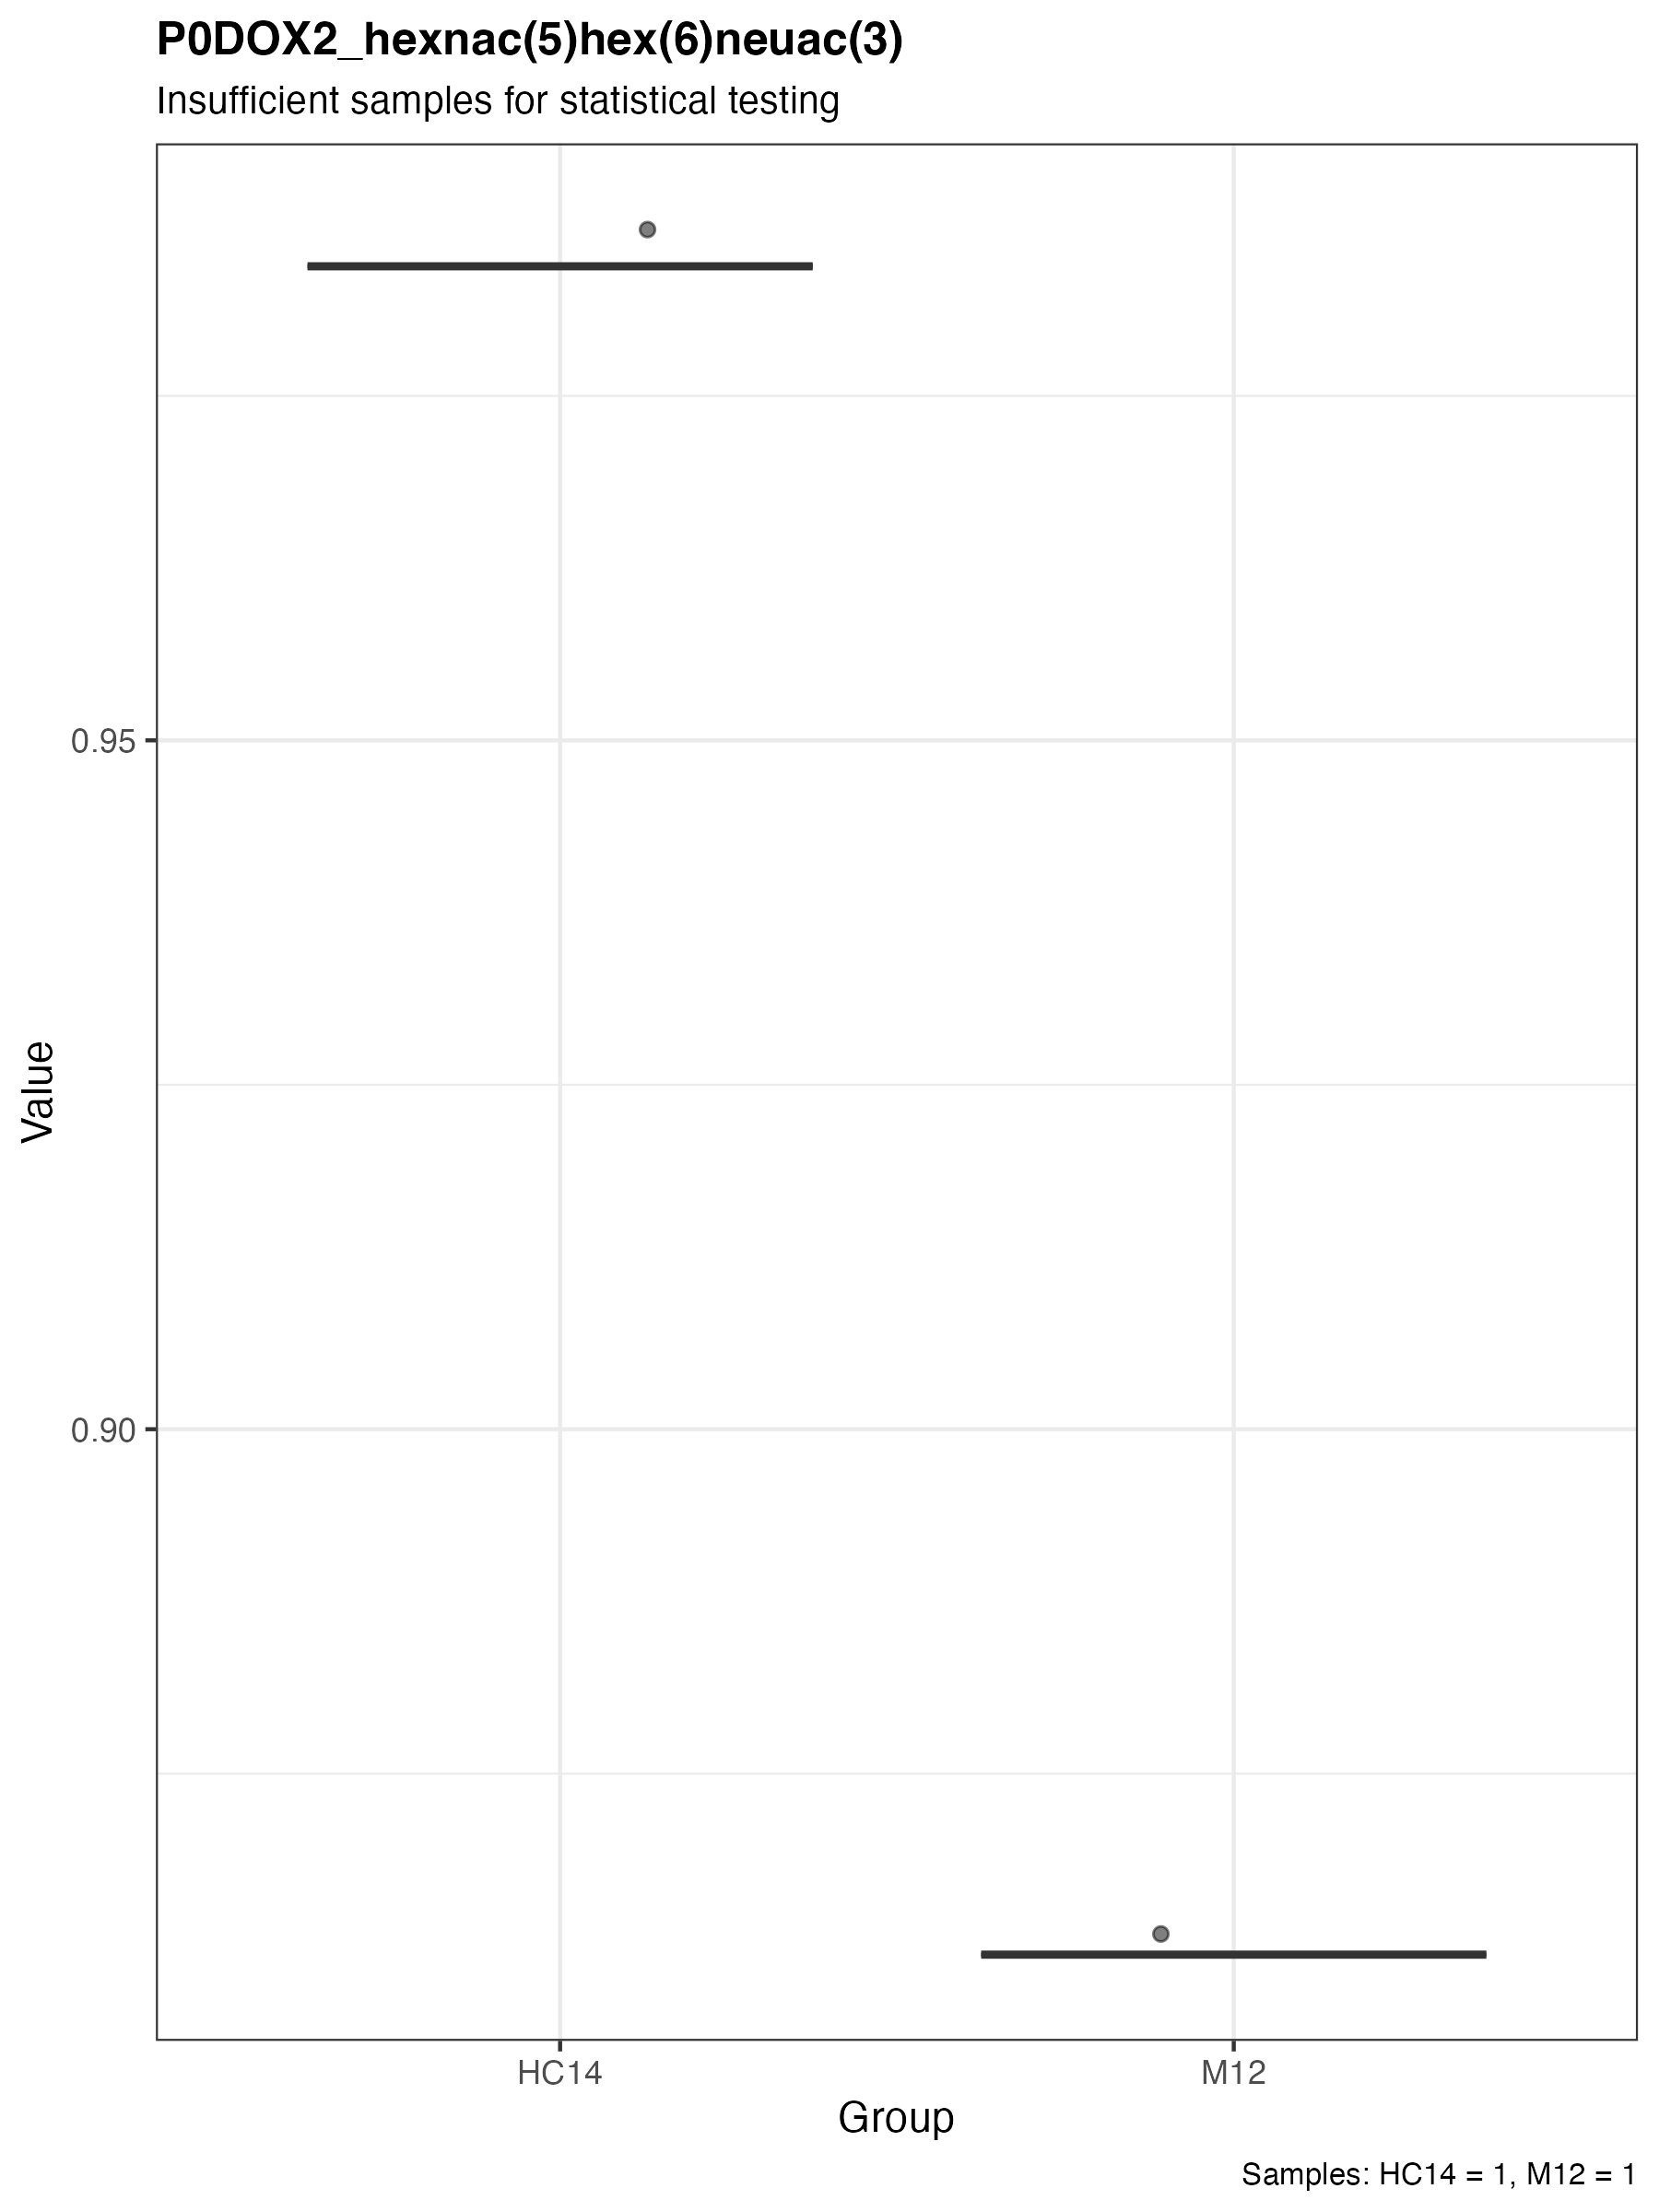 P0DOX2_hexnac(5)hex(6)neuac(3)
Insufficient samples for statistical testing
Value
0.95
0.90
HC14 M12
Group
Samples: HC14 = 1, M12 = 1